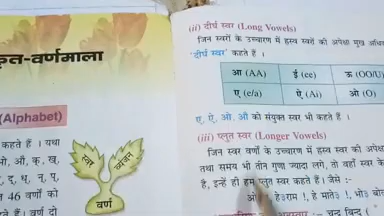 कृत-वर्णमाला
(Alphabet)
कहते हैं । यथा
ओ, औ, क्, ख्,
द्, ध्, न्, प्,
न 46 वर्णों को
स्वर
व्यंजन
वर्ण
(ii) दीर्घ स्वर (Long Vowels)
जिन स्वरों के उच्चारण में ह्रस्व स्वरों की अपेक्षा मुख
'दीर्घ स्वर' कहते हैं ।
आ (AA) ई (ee) ऊ (OO/U)
ए (e/a) ऐ (Ai) ओ (O)
ए, ऐ, ओ, औ को संयुक्त स्वर भी कहते हैं ।
(iii) प्लुत स्वर (Longer Vowels)
जिन स्वर वर्णों के उच्चारण में ह्रस्व स्वर की अपे
तथा समय भी तीन गुणा ज्यादा लगे, तो वहाँ स्वर के
है, इन्हें ही हम प्लुत स्वर कहते हैं। जैसे :-